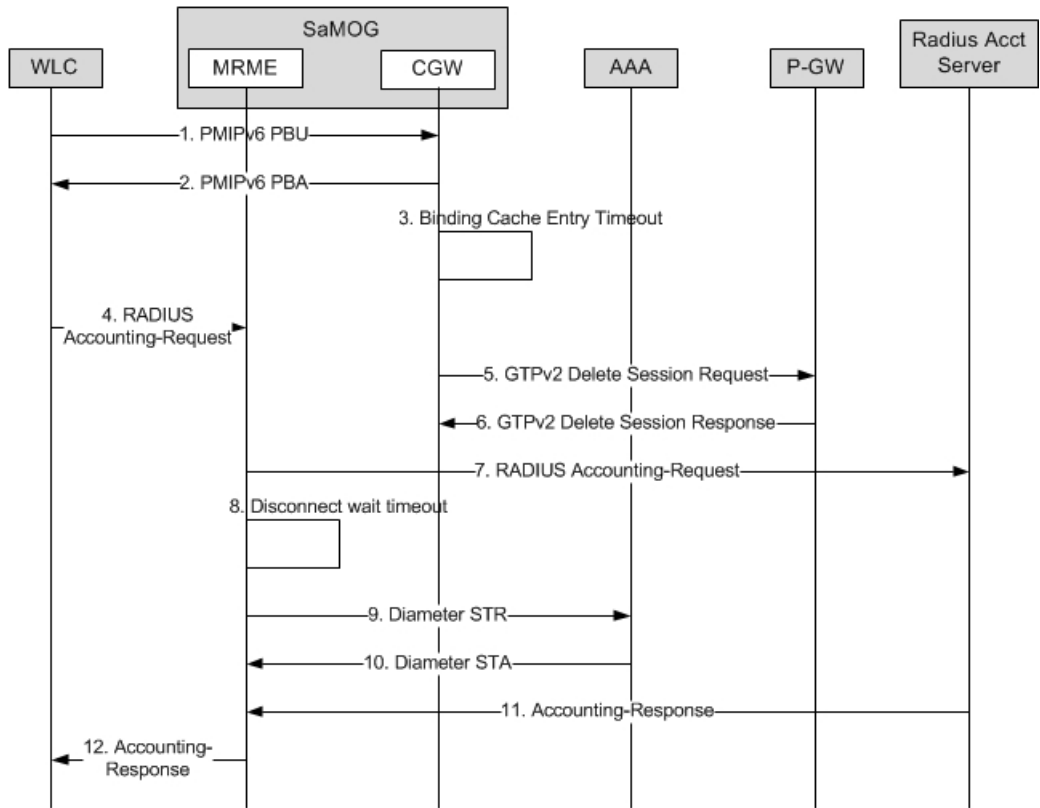 SaMOG
WLC
MRME
CGW
AAA
P-GW
Radius Acct
Server
1. PMIPv6 PBU
2. PMIPv6 PBA
3. Binding Cache Entry Timeout
4. RADIUS
Accounting-Request
5. GTPv2 Delete Session Request
6. GTPv2 Delete Session Response
7. RADIUS Accounting-Request
8. Disconnect wait timeout
9. Diameter STR
10. Diameter STA
11. Accounting-Response
12. Accounting-
Response